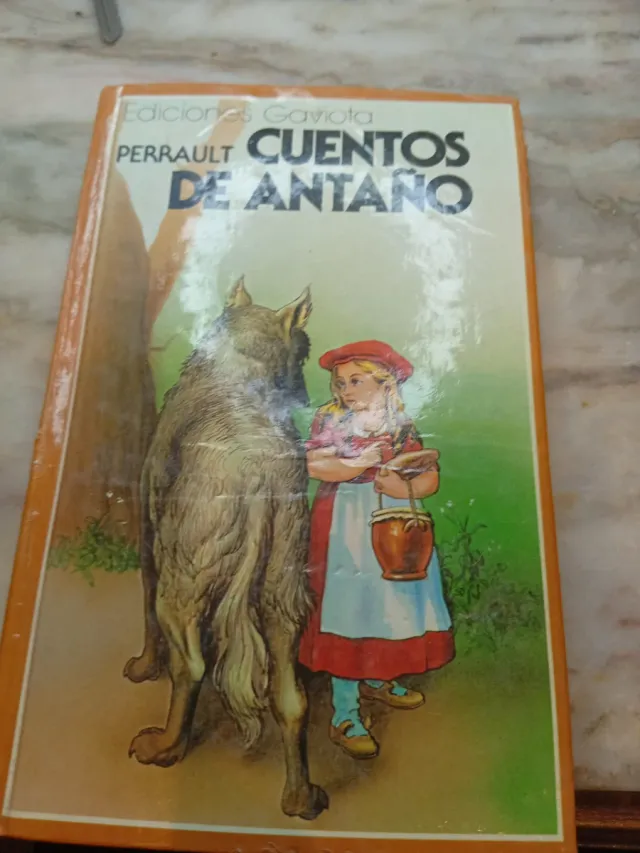 Ediciones Gaviota
PERRAULT CUENTOS
DE ANTAÑO